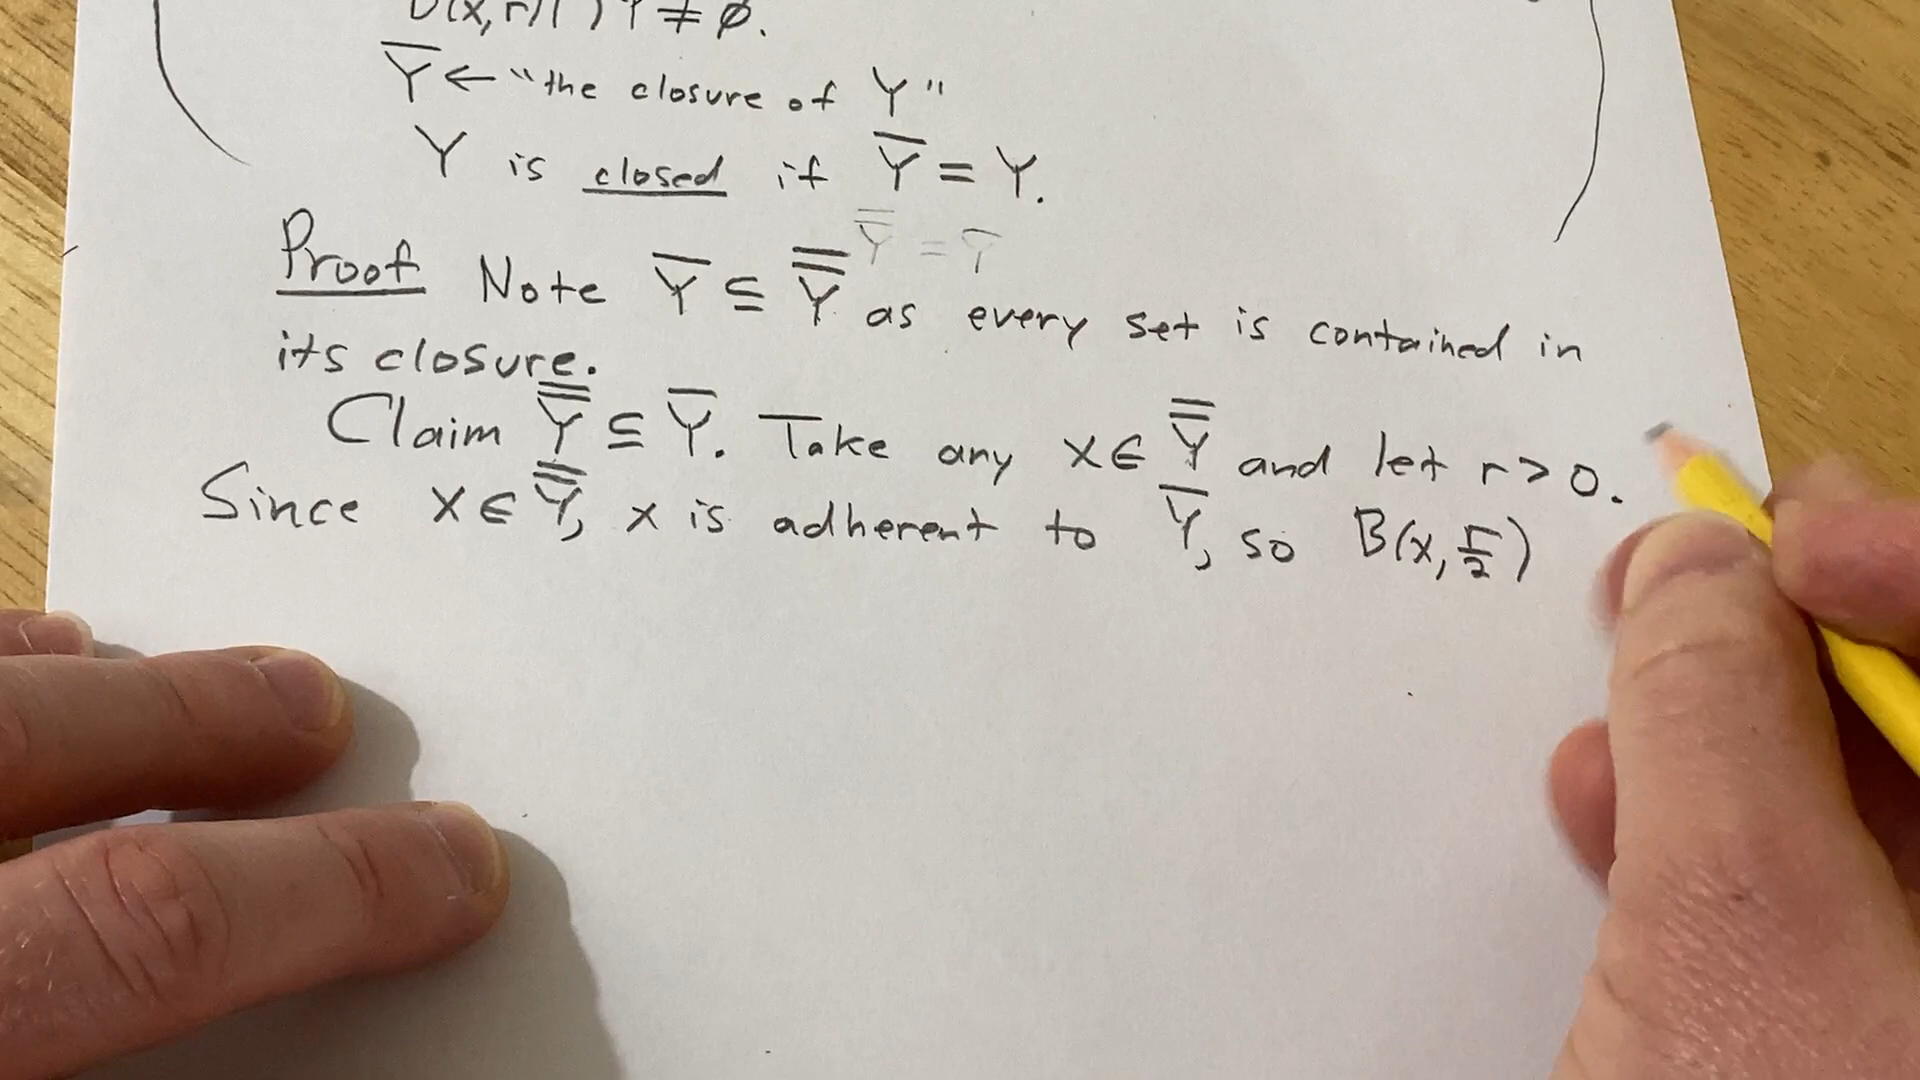 B(x,r)∩Y ≠ ∅.
Y̅ ← "the closure of Y"
Y is closed if Y̅ = Y.
Y̿ = Y̅
Proof Note Y̅ ⊆ Y̿ as every set is contained in
its closure.
Claim Y̿ ⊆ Y̅. Take any x∈ Y̿ and let r > 0.
Since x∈ Y̿, x is adherent to Y̅, so B(x, r/2)